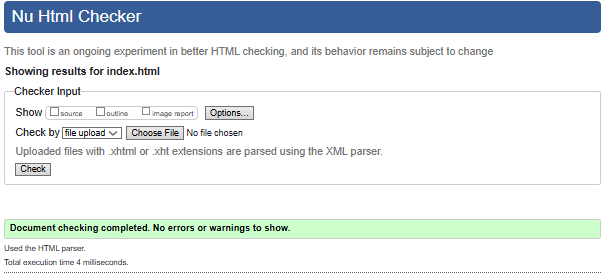 Nu Html Checker
This tool is an ongoing experiment in better HTML checking, and its behavior remains subject to change
Showing results for index.html
Checker Input
Show source outline image report Options...
Check by file upload Choose File No file chosen
Uploaded files with .xhtml or .xht extensions are parsed using the XML parser.
Check
Document checking completed. No errors or warnings to show.
Used the HTML parser.
Total execution time 4 milliseconds.